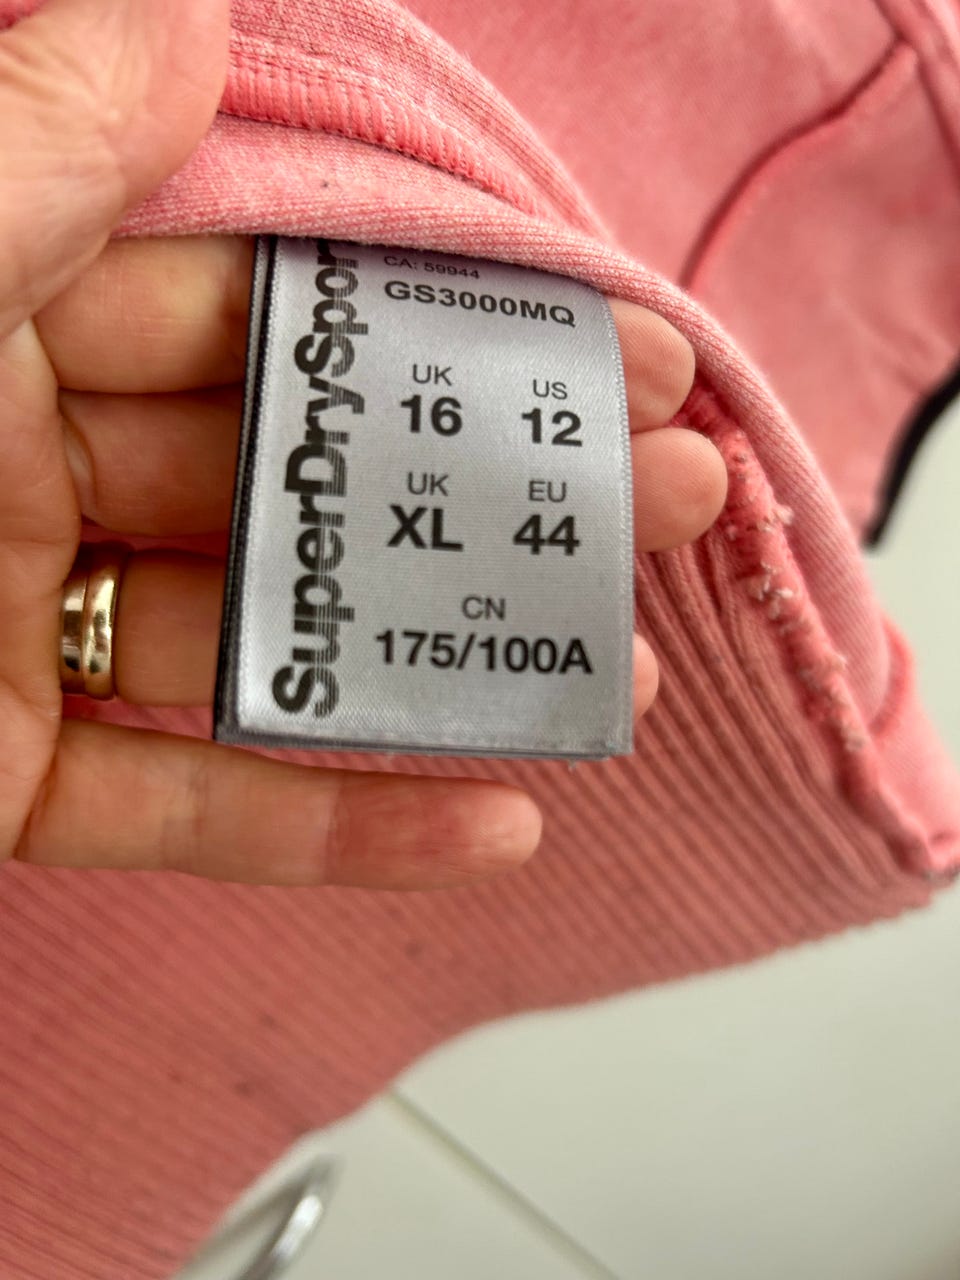 SuperDrySpor
CA: 59944
GS3000MQ
UK US
16 12
UK EU
XL 44
CN
175/100A